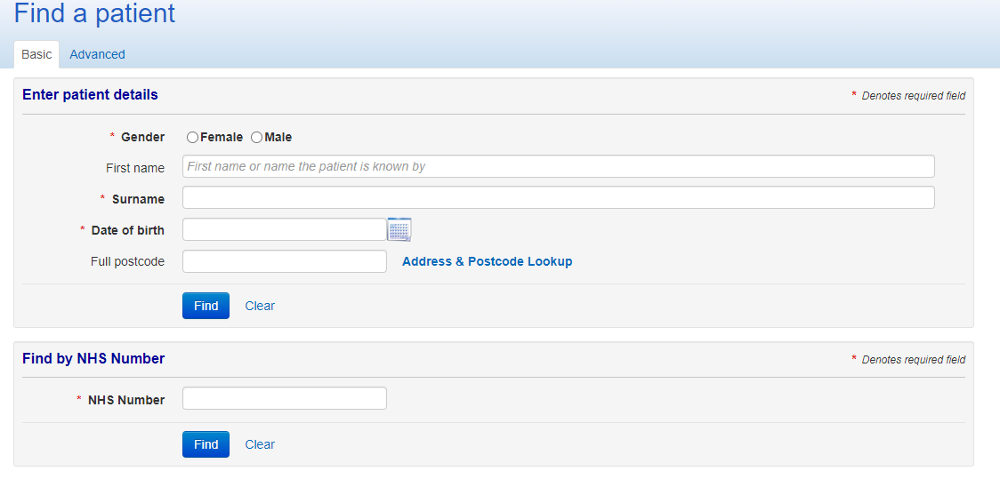 Find a patient
Basic Advanced
Enter patient details * Denotes required field
* Gender Female Male
First name First name or name the patient is known by
* Surname
* Date of birth
Full postcode Address & Postcode Lookup
Find Clear
Find by NHS Number * Denotes required field
* NHS Number
Find Clear